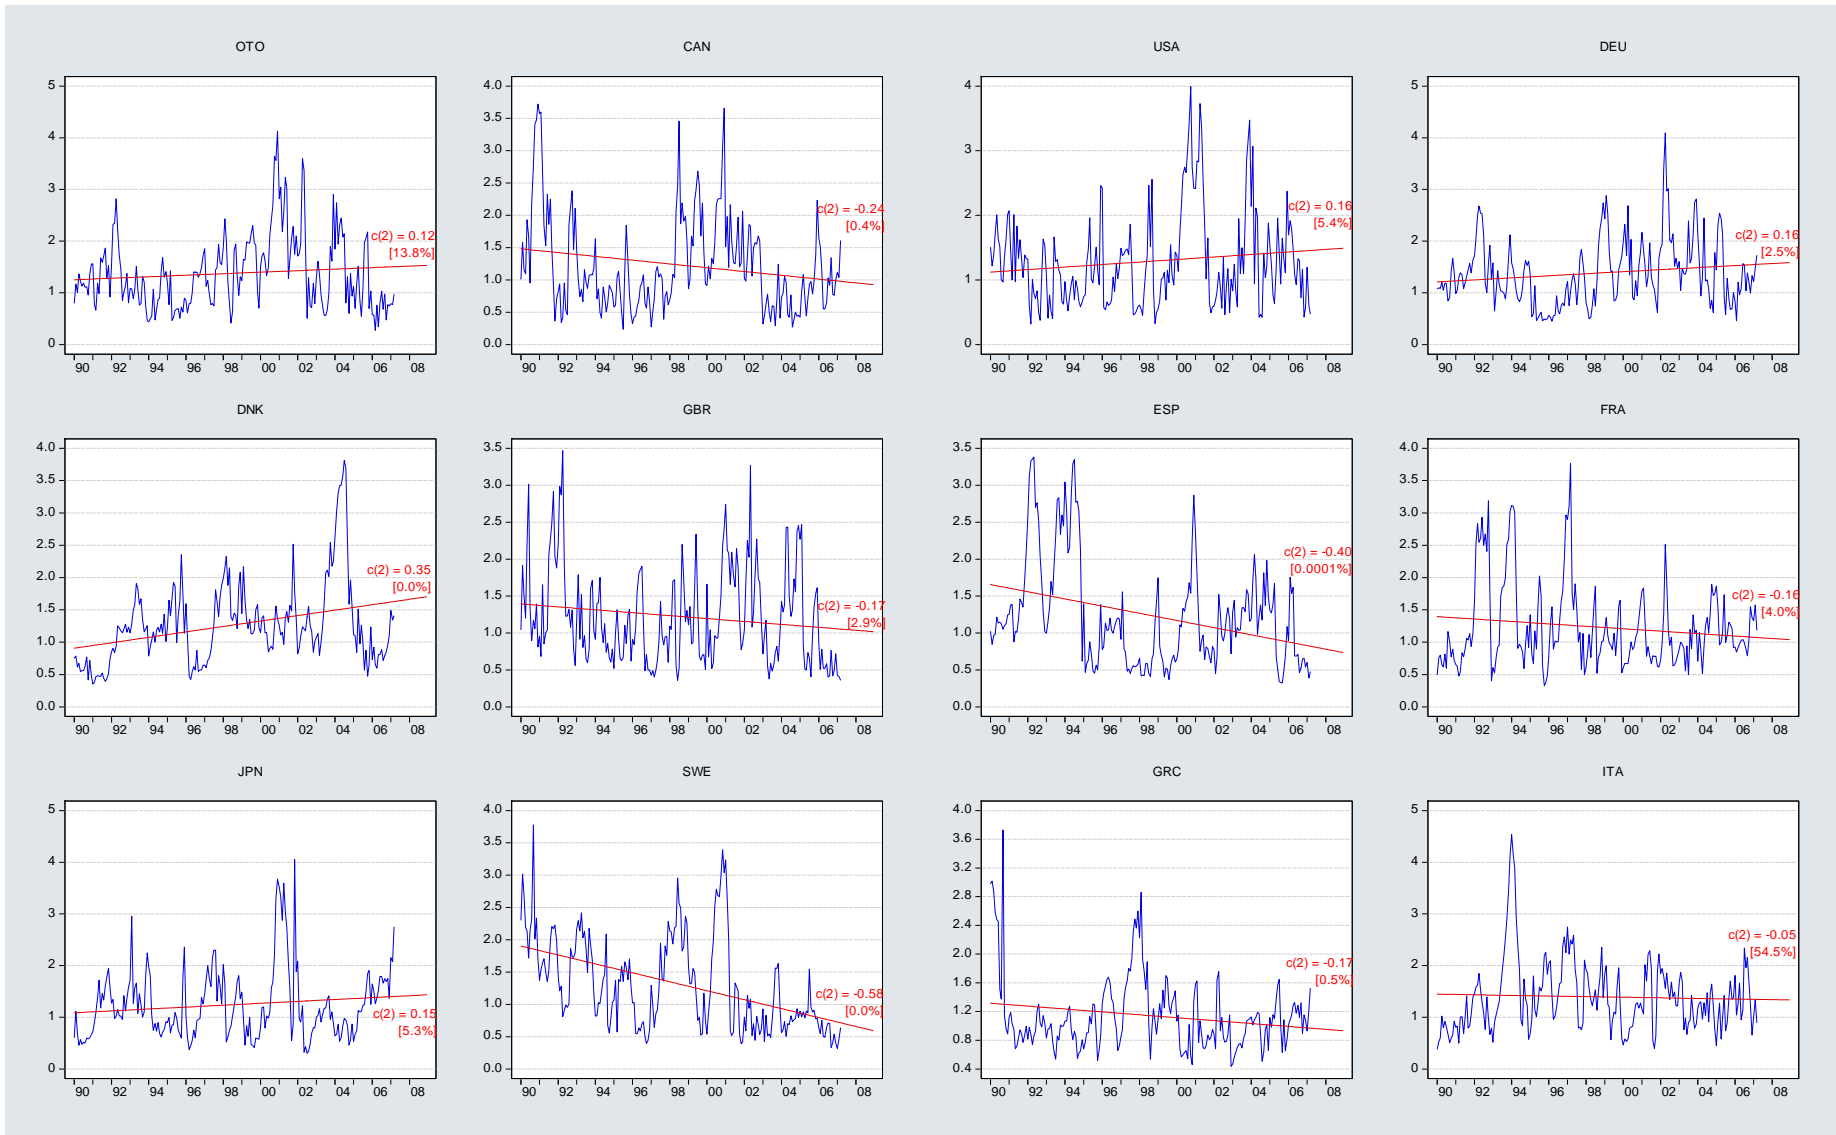 OTO
CAN
USA
DEU
5
4
3
2
1
0
c(2) = 0.12
[13.8%]
90 92 94 96 98 00 02 04 06 08
4.0
3.5
3.0
2.5
2.0
1.5
1.0
0.5
0.0
c(2) = -0.24
[0.4%]
90 92 94 96 98 00 02 04 06 08
4
3
2
1
0
c(2) = 0.16
[5.4%]
90 92 94 96 98 00 02 04 06 08
5
4
3
2
1
0
c(2) = 0.16
[2.5%]
90 92 94 96 98 00 02 04 06 08
DNK
GBR
ESP
FRA
4.0
3.5
3.0
2.5
2.0
1.5
1.0
0.5
0.0
c(2) = 0.35
[0.0%]
90 92 94 96 98 00 02 04 06 08
3.5
3.0
2.5
2.0
1.5
1.0
0.5
0.0
c(2) = -0.17
[2.9%]
90 92 94 96 98 00 02 04 06 08
3.5
3.0
2.5
2.0
1.5
1.0
0.5
0.0
c(2) = -0.40
[0.0001%]
90 92 94 96 98 00 02 04 06 08
4.0
3.5
3.0
2.5
2.0
1.5
1.0
0.5
0.0
c(2) = -0.16
[4.0%]
90 92 94 96 98 00 02 04 06 08
JPN
SWE
GRC
ITA
5
4
3
2
1
0
c(2) = 0.15
[5.3%]
90 92 94 96 98 00 02 04 06 08
4.0
3.5
3.0
2.5
2.0
1.5
1.0
0.5
0.0
c(2) = -0.58
[0.0%]
90 92 94 96 98 00 02 04 06 08
4.0
3.6
3.2
2.8
2.4
2.0
1.6
1.2
0.8
0.4
c(2) = -0.17
[0.5%]
90 92 94 96 98 00 02 04 06 08
5
4
3
2
1
0
c(2) = -0.05
[54.5%]
90 92 94 96 98 00 02 04 06 08